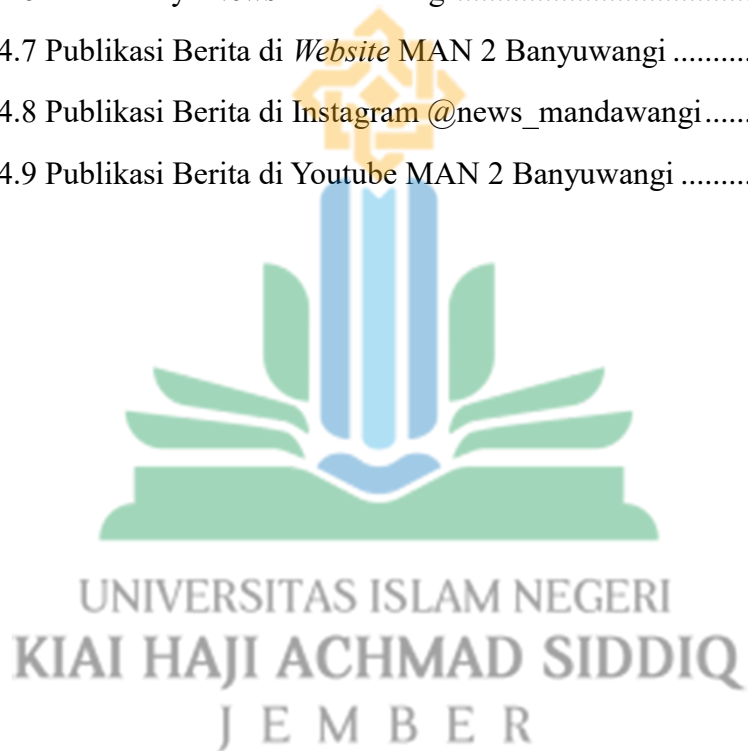 4.7 Publikasi Berita di Website MAN 2 Banyuwangi ..........
4.8 Publikasi Berita di Instagram @news_mandawangi.....
4.9 Publikasi Berita di Youtube MAN 2 Banyuwangi .........
UNIVERSITAS ISLAM NEGERI
KIAI HAJI ACHMAD SIDDIQ
JEMBER